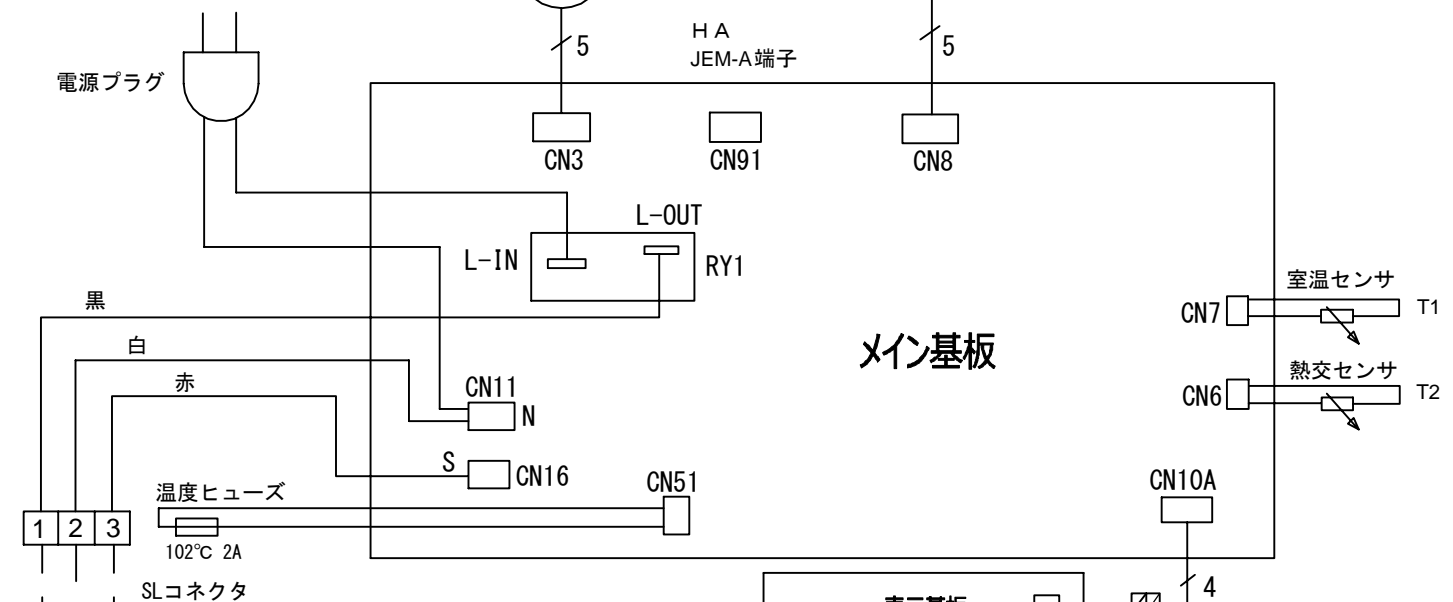 5
H A
JEM-A端子
5
電源プラグ
CN3
CN91
CN8
L-OUT
L-IN
RY1
室温センサ
T1
CN7
黒
メイン基板
白
熱交センサ
T2
CN6
赤
CN11
N
S
CN16
CN51
CN10A
温度ヒューズ
102℃ 2A
1 2 3
SLコネクタ
4